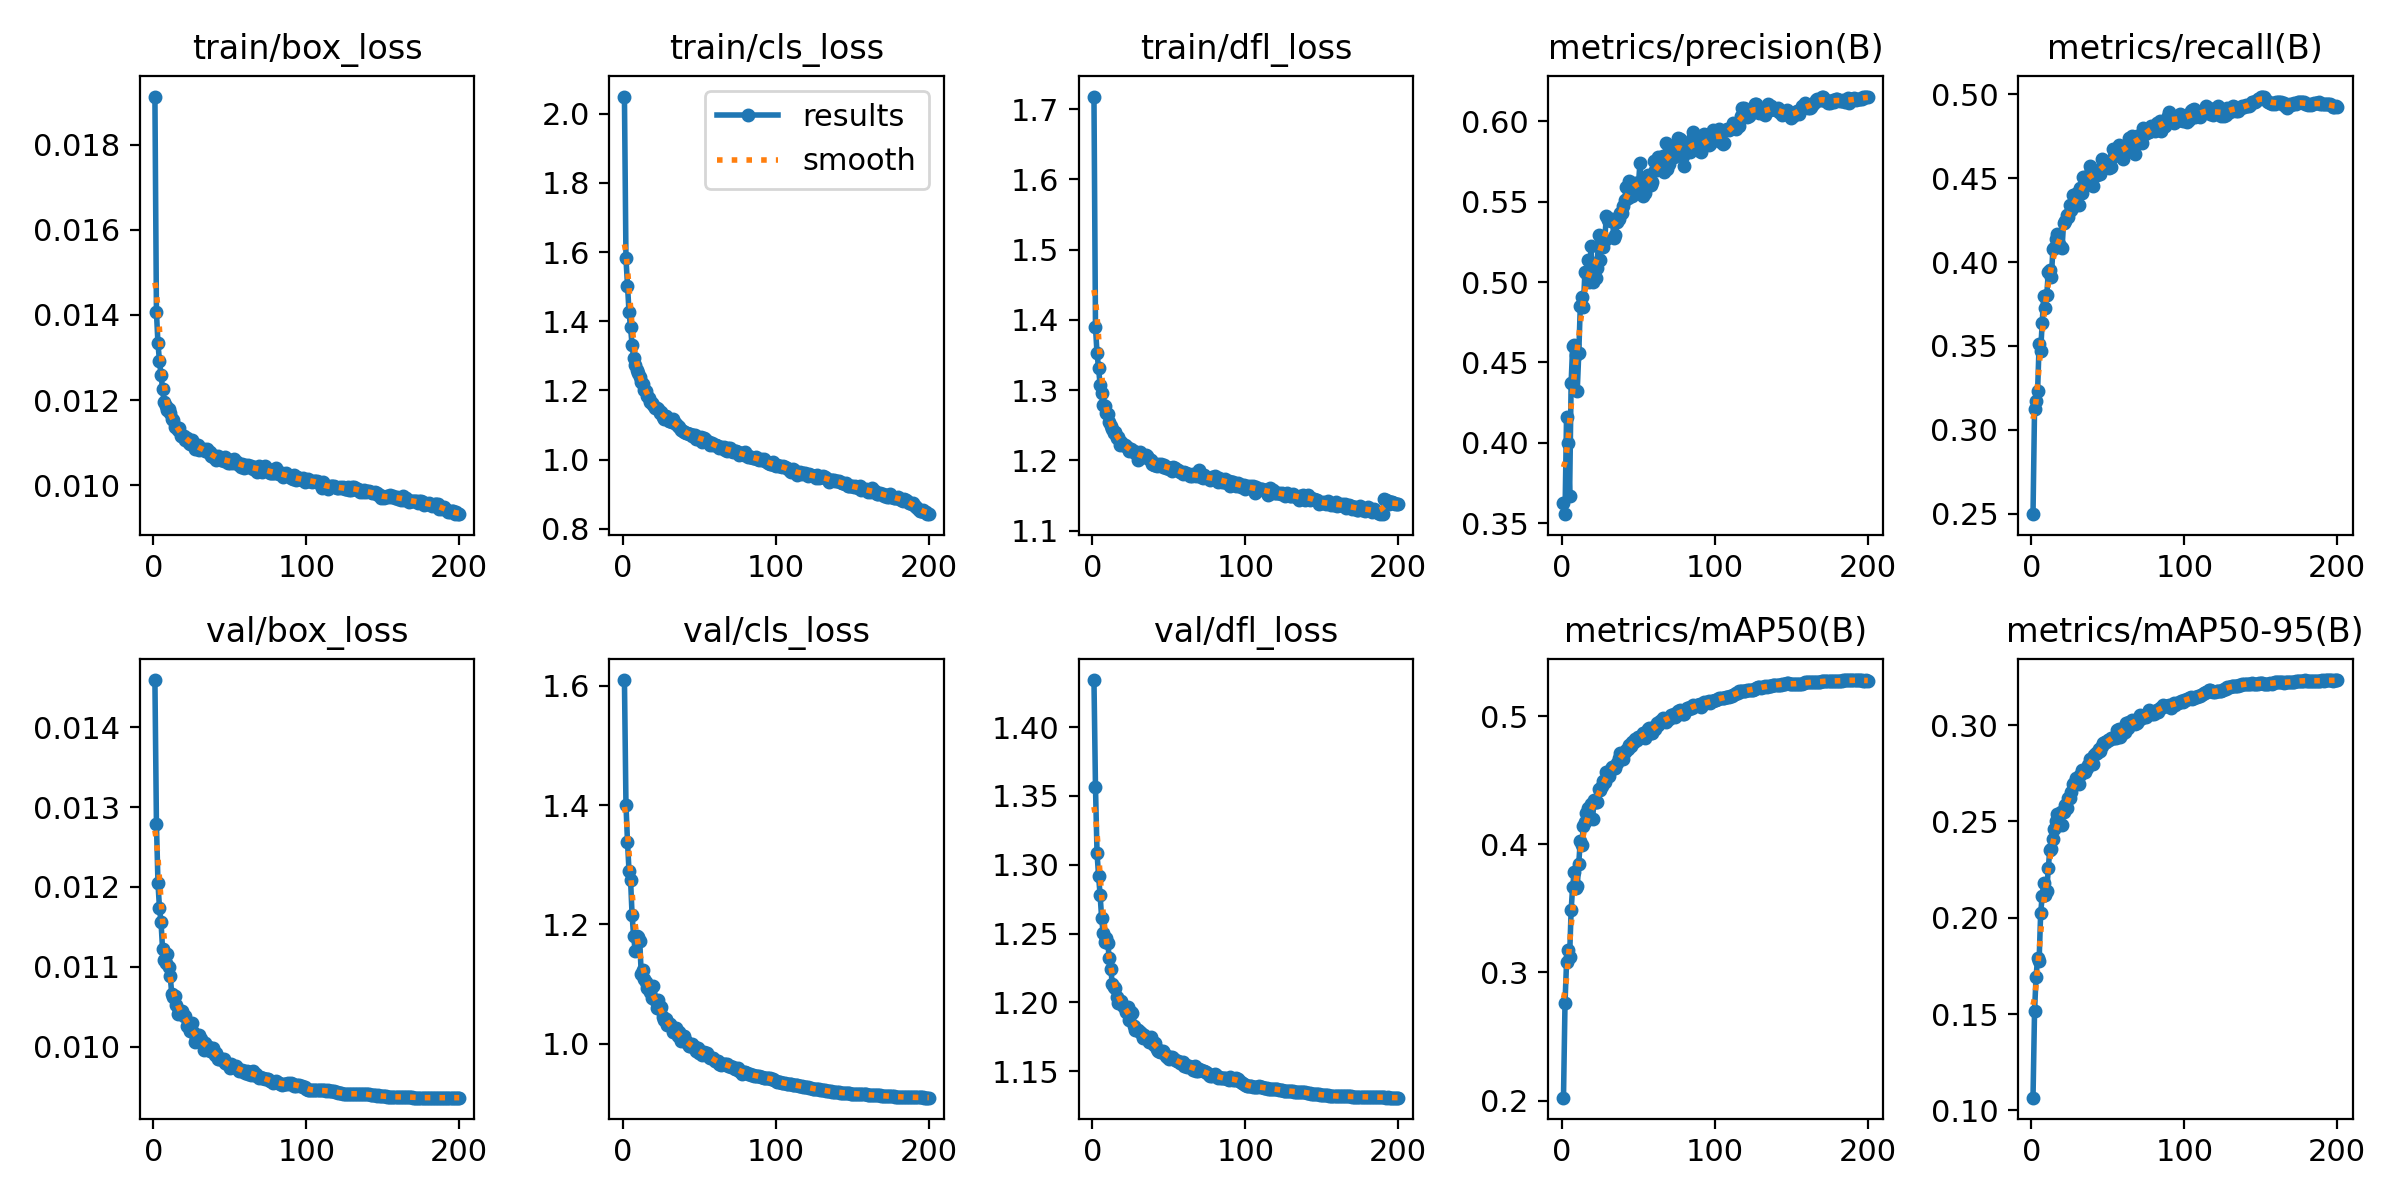 train/box_loss
0.018
0.016
0.014
0.012
0.010
0 100 200
train/cls_loss
results
smooth
2.0
1.8
1.6
1.4
1.2
1.0
0.8
0 100 200
train/dfl_loss
1.7
1.6
1.5
1.4
1.3
1.2
1.1
0 100 200
metrics/precision(B)
0.60
0.55
0.50
0.45
0.40
0.35
0 100 200
metrics/recall(B)
0.50
0.45
0.40
0.35
0.30
0.25
0 100 200
val/box_loss
0.014
0.013
0.012
0.011
0.010
0 100 200
val/cls_loss
1.6
1.4
1.2
1.0
0 100 200
val/dfl_loss
1.40
1.35
1.30
1.25
1.20
1.15
0 100 200
metrics/mAP50(B)
0.5
0.4
0.3
0.2
0 100 200
metrics/mAP50-95(B)
0.30
0.25
0.20
0.15
0.10
0 100 200